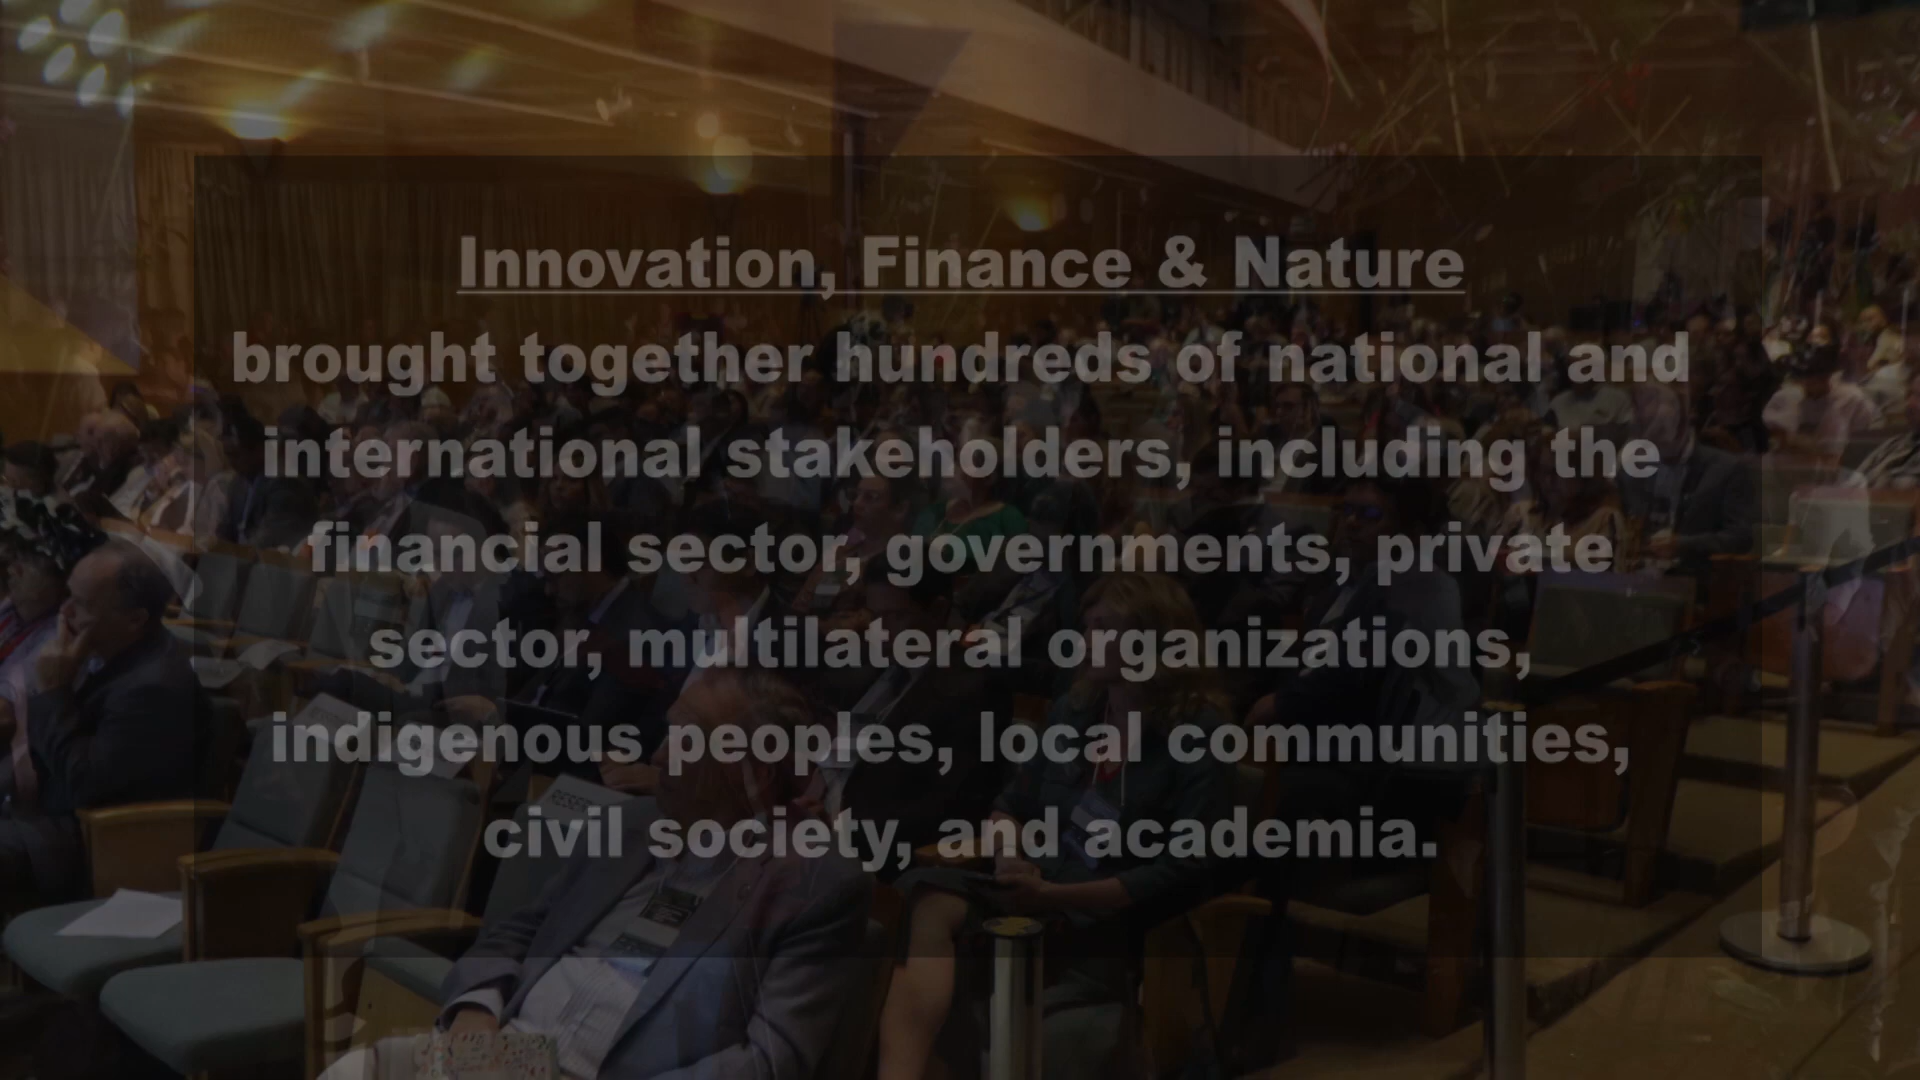 Innovation, Finance & Nature
brought together hundreds of national and
international stakeholders, including the
financial sector, governments, private
sector, multilateral organizations,
indigenous peoples, local communities,
civil society, and academia.